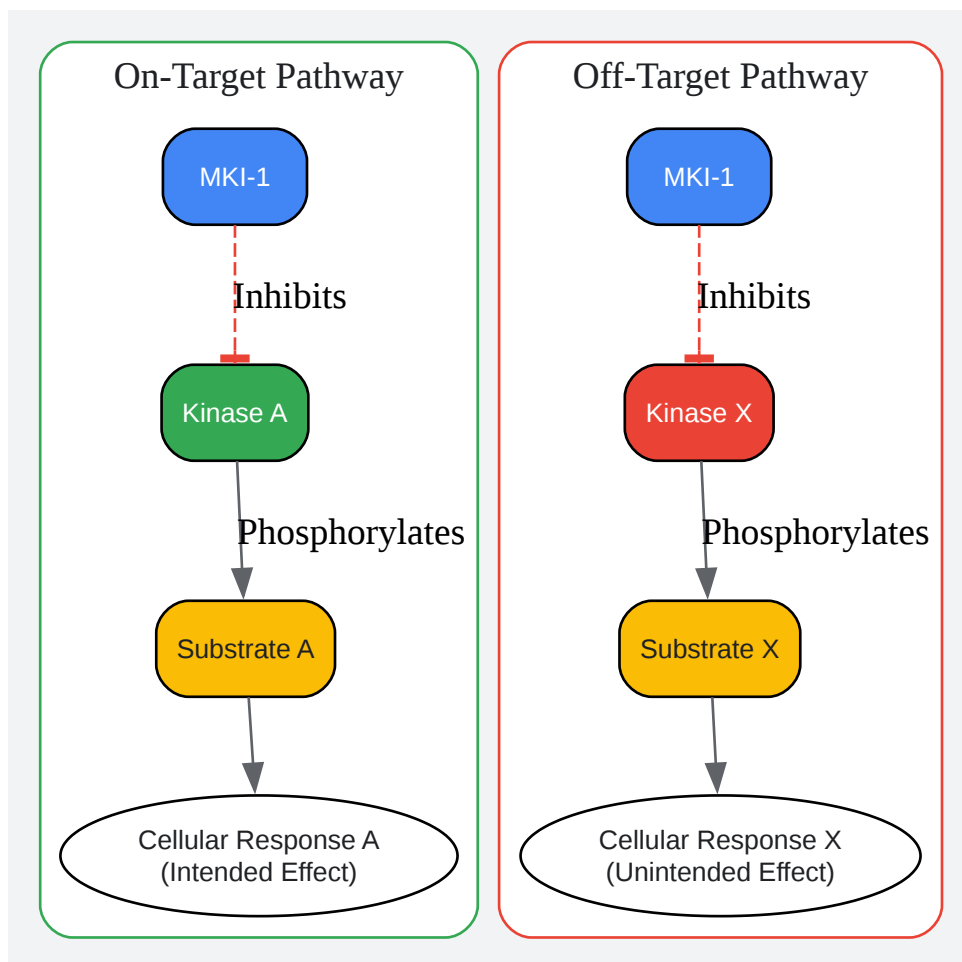 On-Target Pathway
MKI-1
Inhibits
Kinase A
Phosphorylates
Substrate A
Cellular Response A
(Intended Effect)
Off-Target Pathway
MKI-1
Inhibits
Kinase X
Phosphorylates
Substrate X
Cellular Response X
(Unintended Effect)